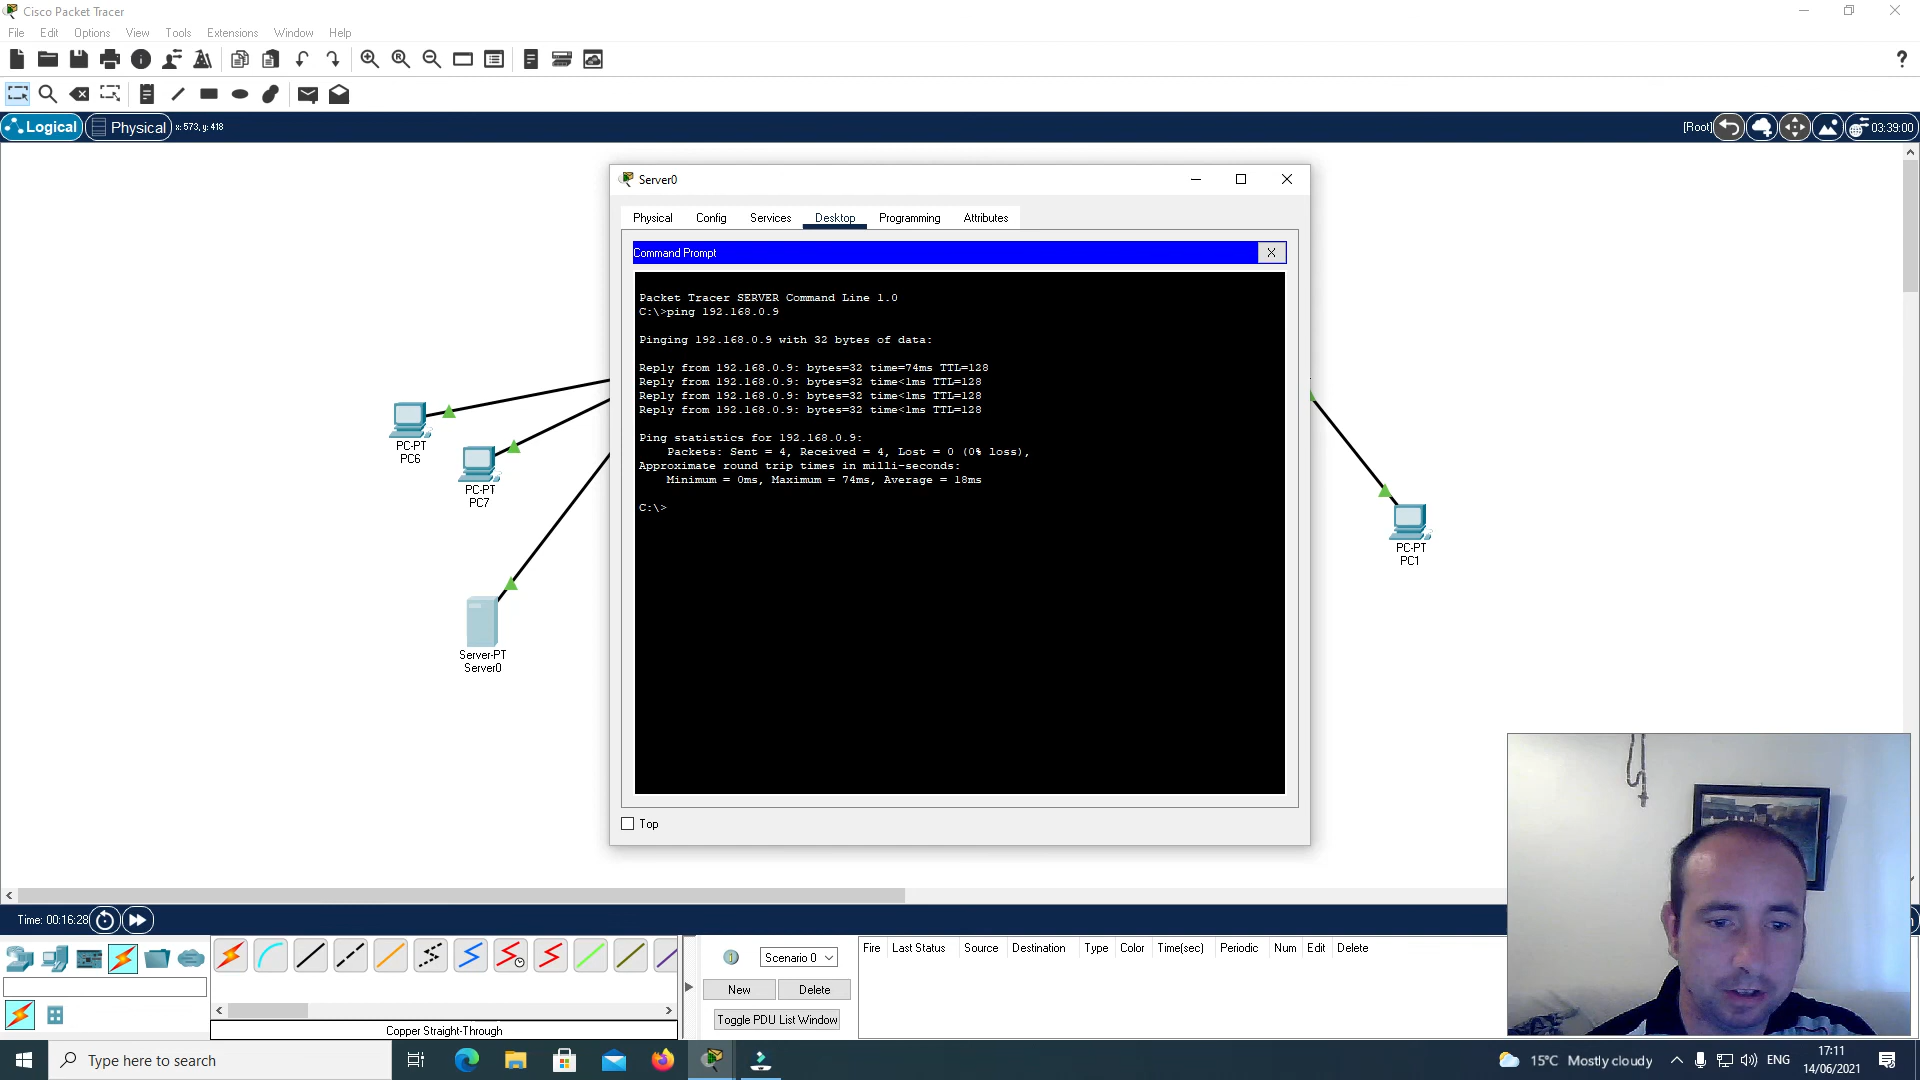 Cisco Packet Tracer
File Edit Options View Tools Extensions Window Help
Logical Physical x: 573, y: 418 [Root] 03:39:00
Server0
Physical Config Services Desktop Programming Attributes
Command Prompt X
Packet Tracer SERVER Command Line 1.0
C:\>ping 192.168.0.9
Pinging 192.168.0.9 with 32 bytes of data:
Reply from 192.168.0.9: bytes=32 time=74ms TTL=128
Reply from 192.168.0.9: bytes=32 time<1ms TTL=128
Reply from 192.168.0.9: bytes=32 time<1ms TTL=128
Reply from 192.168.0.9: bytes=32 time<1ms TTL=128
Ping statistics for 192.168.0.9:
Packets: Sent = 4, Received = 4, Lost = 0 (0% loss),
Approximate round trip times in milli-seconds:
Minimum = 0ms, Maximum = 74ms, Average = 18ms
C:\>
PC-PT
PC6
PC-PT
PC7
Server-PT
Server0
PC-PT
PC1
Top
Time: 00:16:28
Scenario 0
New Delete
Toggle PDU List Window
Fire Last Status Source Destination Type Color Time(sec) Periodic Num Edit Delete
Copper Straight-Through
Type here to search
15°C Mostly cloudy ENG
17:11
14/06/2021